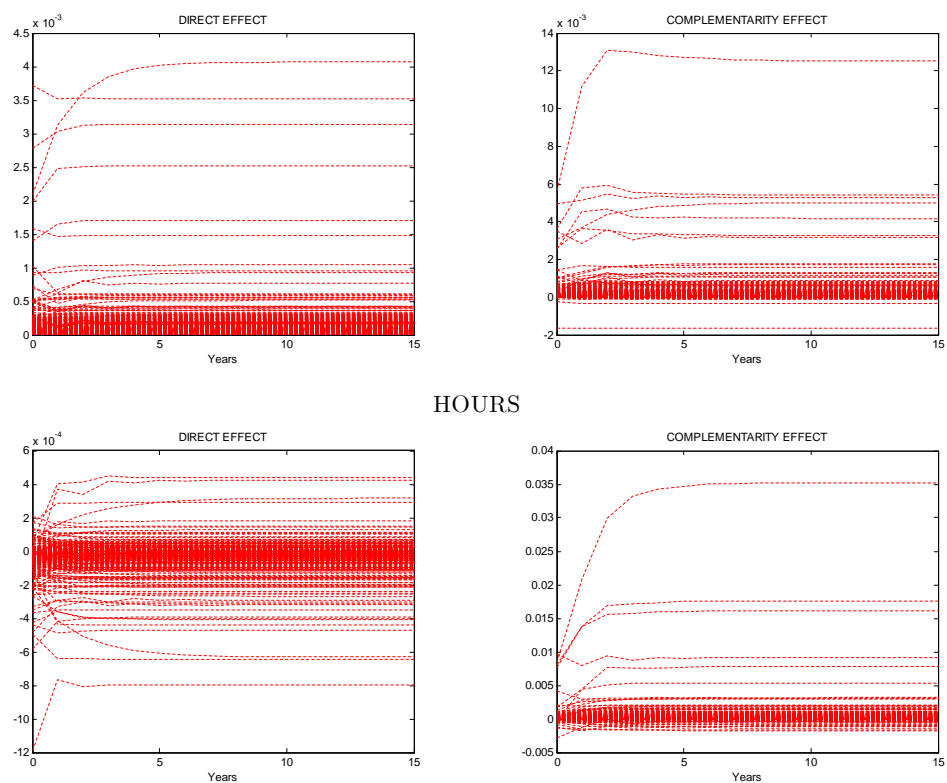 DIRECT EFFECT
x 10-3
4.5
4
3.5
3
2.5
2
1.5
1
0.5
0
0 5 10 15
Years
COMPLEMENTARITY EFFECT
x 10-3
14
12
10
8
6
4
2
0
-2
0 5 10 15
Years
HOURS
DIRECT EFFECT
x 10-4
6
4
2
0
-2
-4
-6
-8
-10
-12
0 5 10 15
Years
COMPLEMENTARITY EFFECT
0.04
0.035
0.03
0.025
0.02
0.015
0.01
0.005
0
-0.005
0 5 10 15
Years